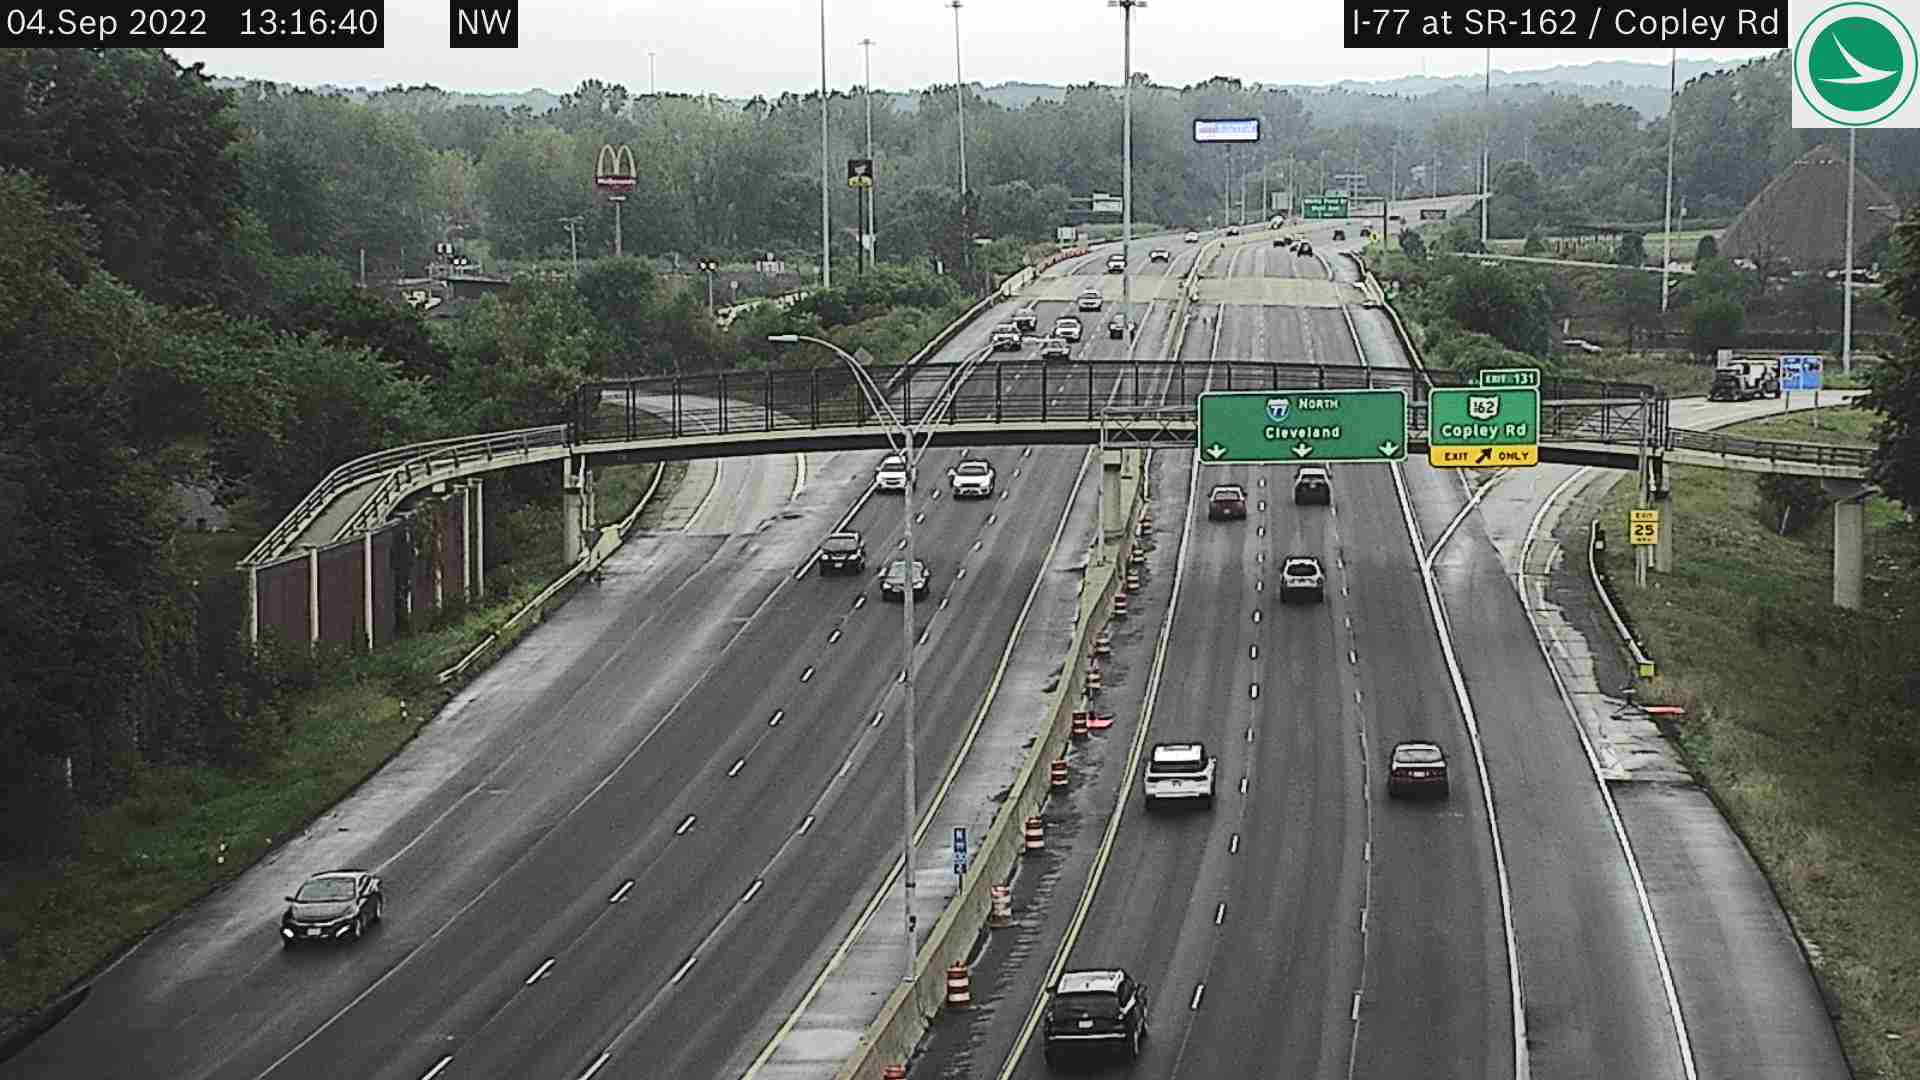 04.Sep 2022 13:16:40
NW
I-77 at SR-162 / Copley Rd
McDonald's
EXIT 131
77 NORTH
Cleveland
162
Copley Rd
EXIT ONLY
EXIT
25